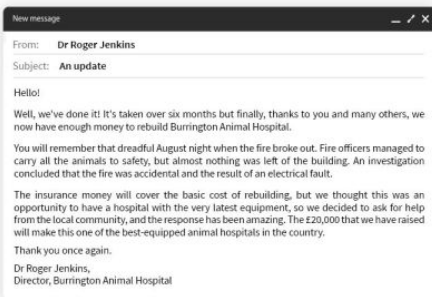 New message
From: Dr Roger Jenkins
Subject: An update
Hello!
Well, we've done it! It's taken over six months but finally, thanks to you and many others, we
now have enough money to rebuild Burrington Animal Hospital.
You will remember that dreadful August night when the fire broke out. Fire officers managed to
carry all the animals to safety, but almost nothing was left of the building. An investigation
concluded that the fire was accidental and the result of an electrical fault.
The insurance money will cover the basic cost of rebuilding, but we thought this was an
opportunity to have a hospital with the very latest equipment, so we decided to ask for help
from the local community, and the response has been amazing. The £20,000 that we have raised
will make this one of the best-equipped animal hospitals in the country.
Thank you once again.
Dr Roger Jenkins,
Director, Burrington Animal Hospital